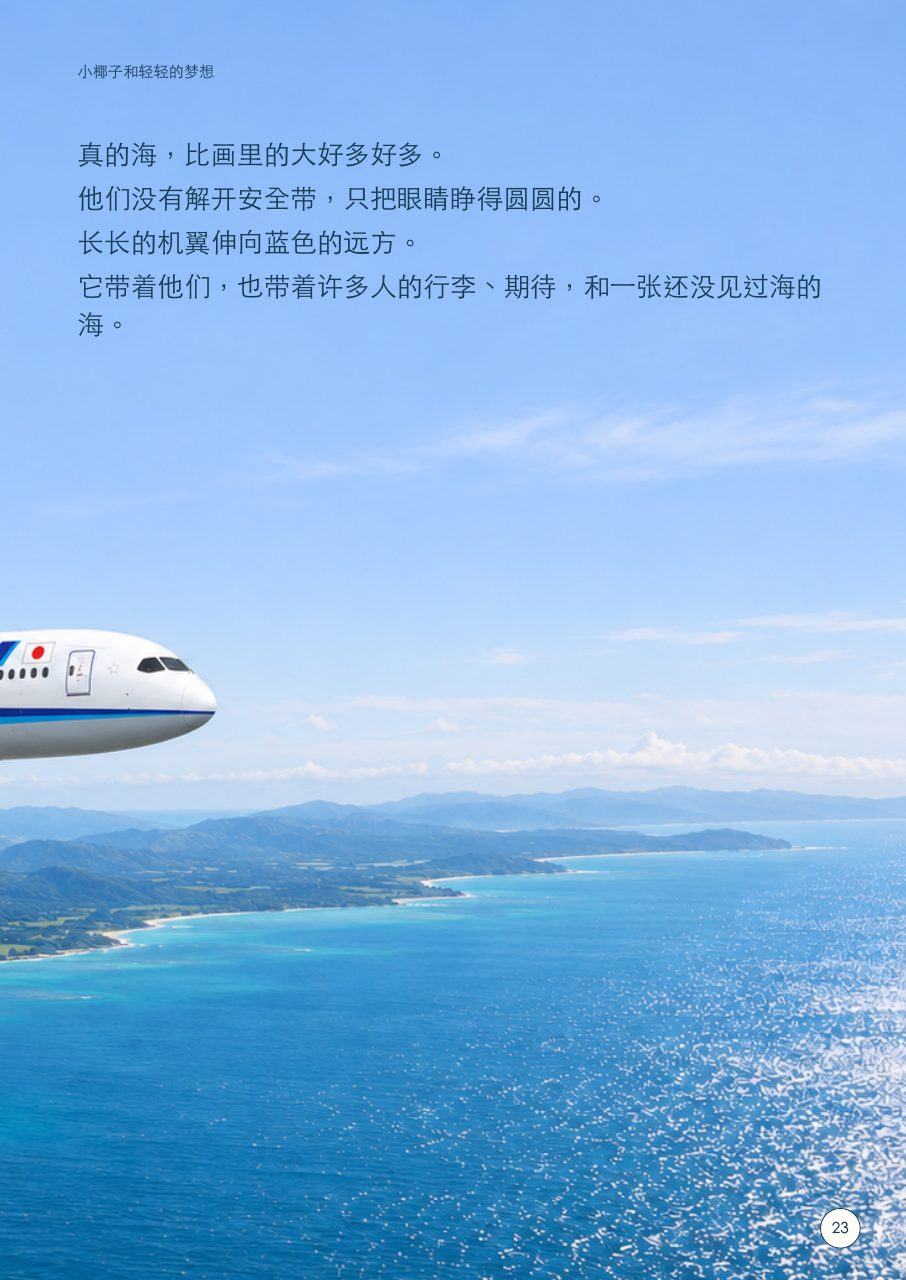 小椰子和轻轻的梦想
真的海，比画里的大好多好多。
他们没有解开安全带，只把眼睛睁得圆圆的。
长长的机翼伸向蓝色的远方。
它带着他们，也带着许多人的行李、期待，和一张还没见过海的
海。
23